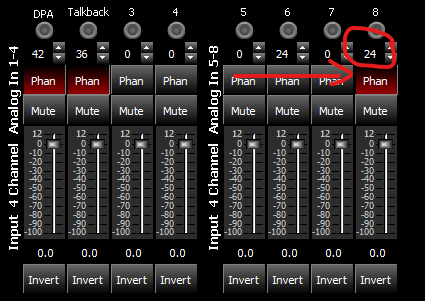 DPA Talkback 3 4 5 6 7 8
42 36 0 0 0 24 0 24
Analog In 1-4
Phan Phan Phan Phan
Analog In 5-8
Phan Phan Phan Phan
Mute Mute Mute Mute Mute Mute Mute Mute
Input 4 Channel
12 12 12 12
0 0 0 0
-10 -10 -10 -10
-20 -20 -20 -20
-30 -30 -30 -30
-40 -40 -40 -40
-50 -50 -50 -50
-60 -60 -60 -60
-70 -70 -70 -70
-80 -80 -80 -80
-90 -90 -90 -90
-100 -100 -100 -100
Input 4 Channel
12 12 12 12
0 0 0 0
-10 -10 -10 -10
-20 -20 -20 -20
-30 -30 -30 -30
-40 -40 -40 -40
-50 -50 -50 -50
-60 -60 -60 -60
-70 -70 -70 -70
-80 -80 -80 -80
-90 -90 -90 -90
-100 -100 -100 -100
0.0 0.0 0.0 0.0 0.0 0.0 0.0 0.0
Invert Invert Invert Invert Invert Invert Invert Invert